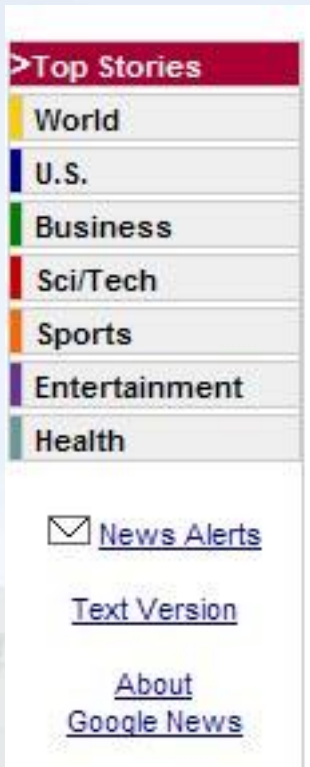 >Top Stories
World
U.S.
Business
Sci/Tech
Sports
Entertainment
Health
News Alerts
Text Version
About
Google News